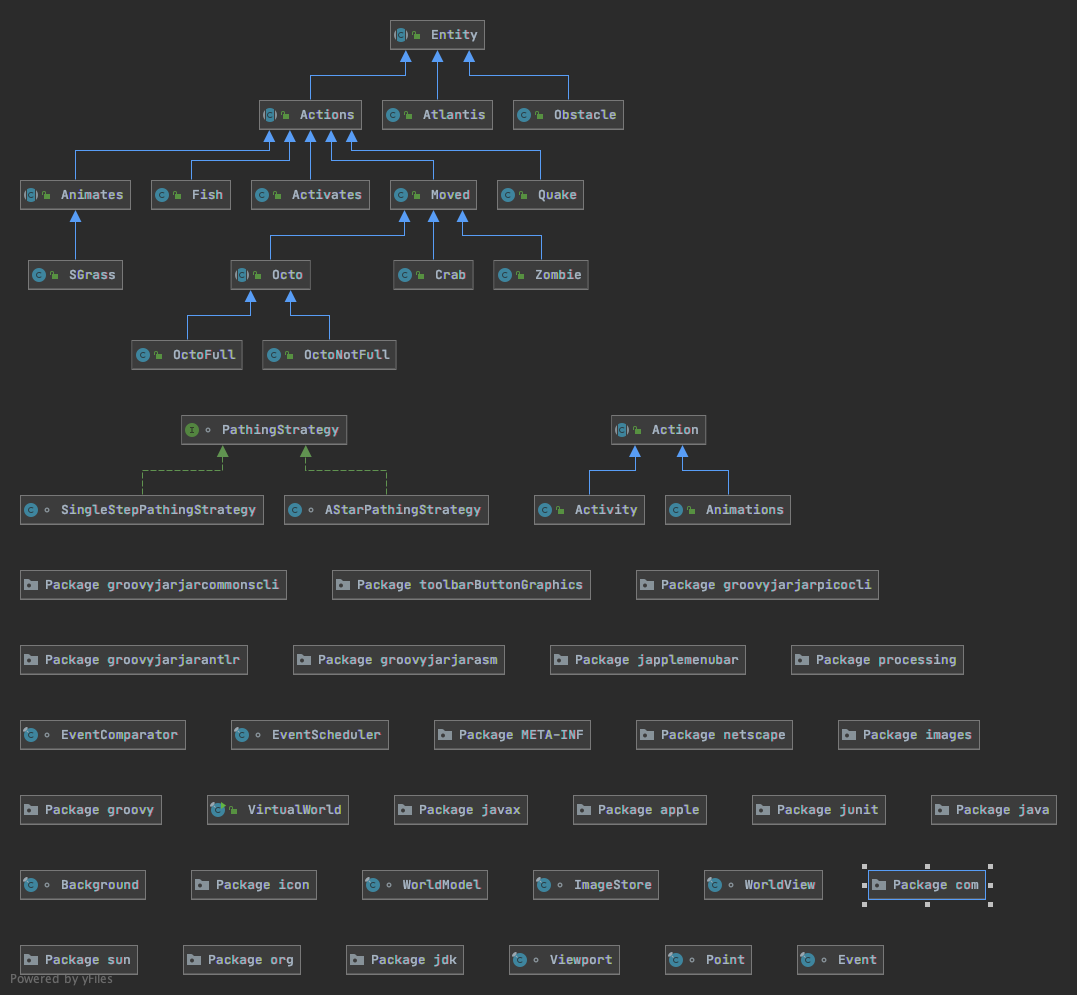 Entity
Actions Atlantis Obstacle
Animates Fish Activates Moved Quake
SGrass Octo Crab Zombie
OctoFull OctoNotFull
PathingStrategy Action
SingleStepPathingStrategy AStarPathingStrategy Activity Animations
Package groovyjarjarcommonscli Package toolbarButtonGraphics Package groovyjarjarpicocli
Package groovyjarjarantlr Package groovyjarjarasm Package japplemenubar Package processing
EventComparator EventScheduler Package META-INF Package netscape Package images
Package groovy VirtualWorld Package javax Package apple Package junit Package java
Background Package icon WorldModel ImageStore WorldView Package com
Package sun Package org Package jdk Viewport Point Event
Powered by yFiles